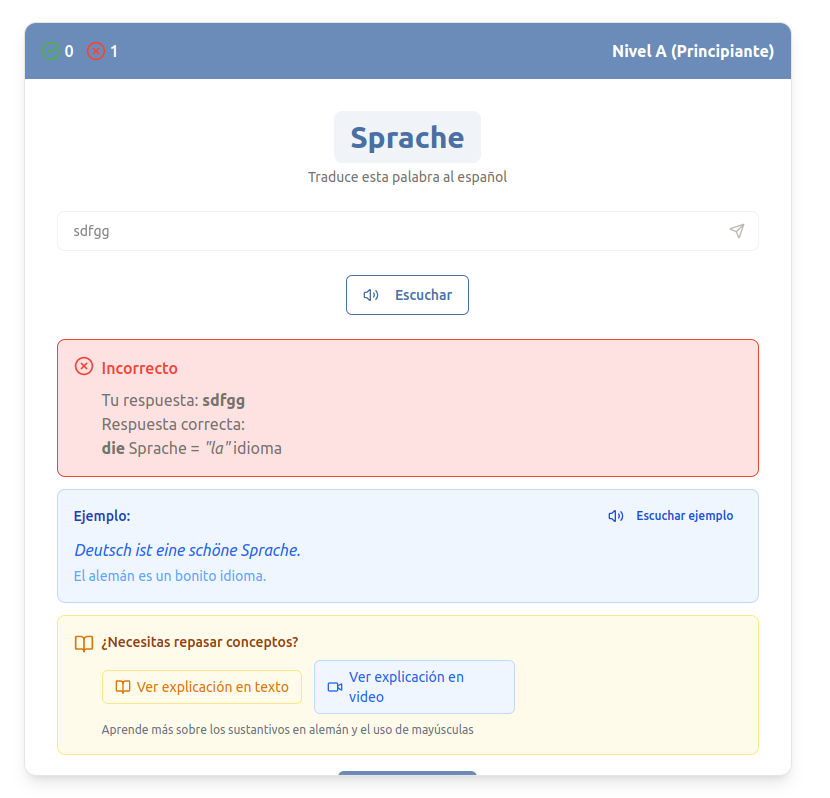 0 1 Nivel A (Principiante)
Sprache
Traduce esta palabra al español
sdfgg
Escuchar
Incorrecto
Tu respuesta: sdfgg
Respuesta correcta:
die Sprache = "la" idioma
Ejemplo:
Escuchar ejemplo
Deutsch ist eine schöne Sprache.
El alemán es un bonito idioma.
¿Necesitas repasar conceptos?
Ver explicación en texto
Ver explicación en
video
Aprende más sobre los sustantivos en alemán y el uso de mayúsculas